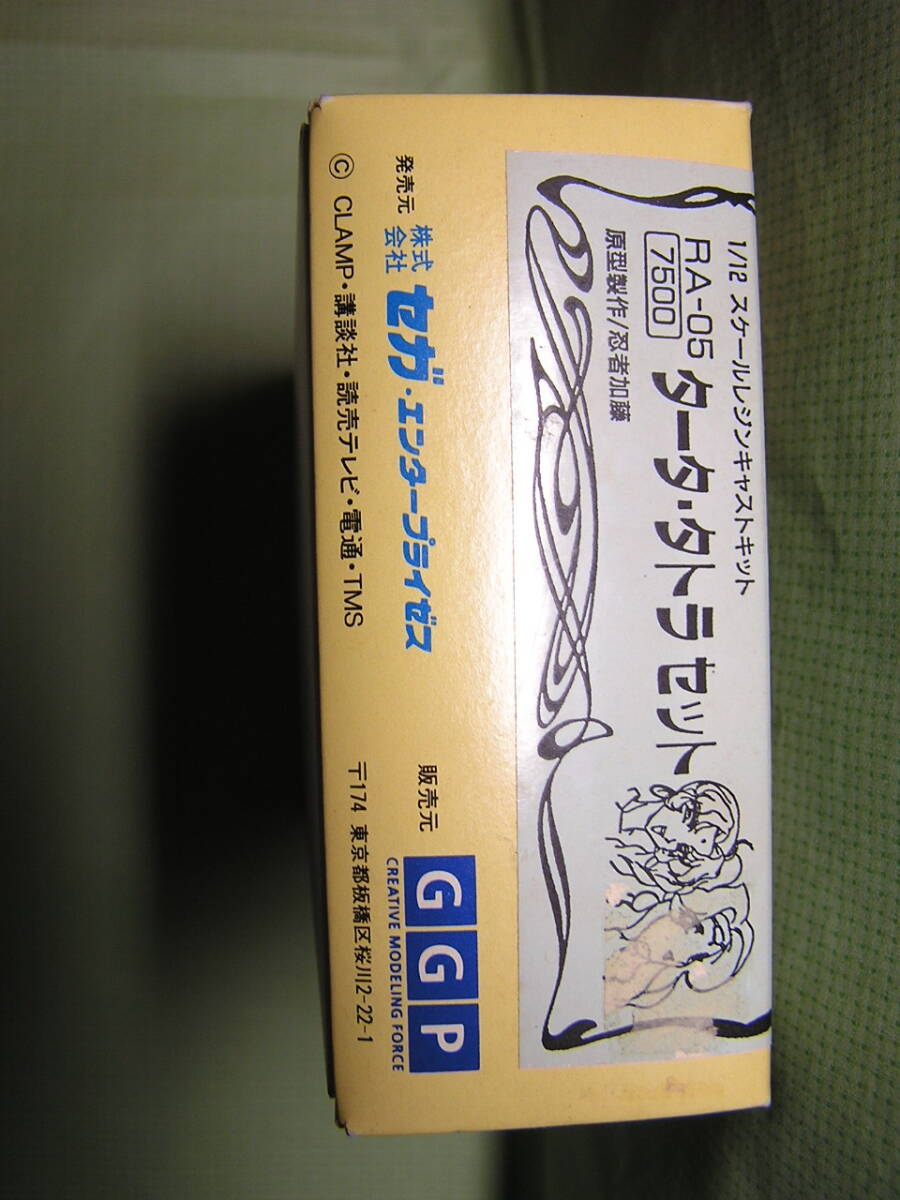 1/12 スケールレジンキャストキット
RA-05 タータ・タトラ セット
7500
原型製作/忍者加藤
発売元 株式会社 セガ・エンタープライゼス
© CLAMP・講談社・読売テレビ・電通・TMS
販売元 GGP
CREATIVE MODELING FORCE
〒174 東京都板橋区桜川2-22-1